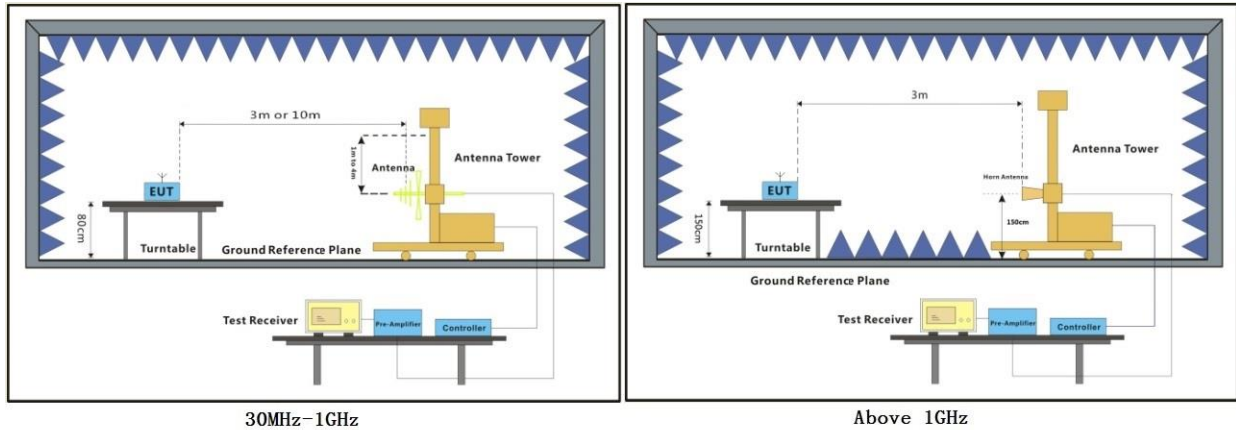 3m or 10m
1m to 4m
Antenna
Antenna Tower
EUT
80cm
Turntable
Ground Reference Plane
Test Receiver
Pre-Amplifier
Controller
30MHz-1GHz
3m
Antenna Tower
Horn Antenna
EUT
150cm
150cm
Turntable
Ground Reference Plane
Test Receiver
Pre-Amplifier
Controller
Above 1GHz